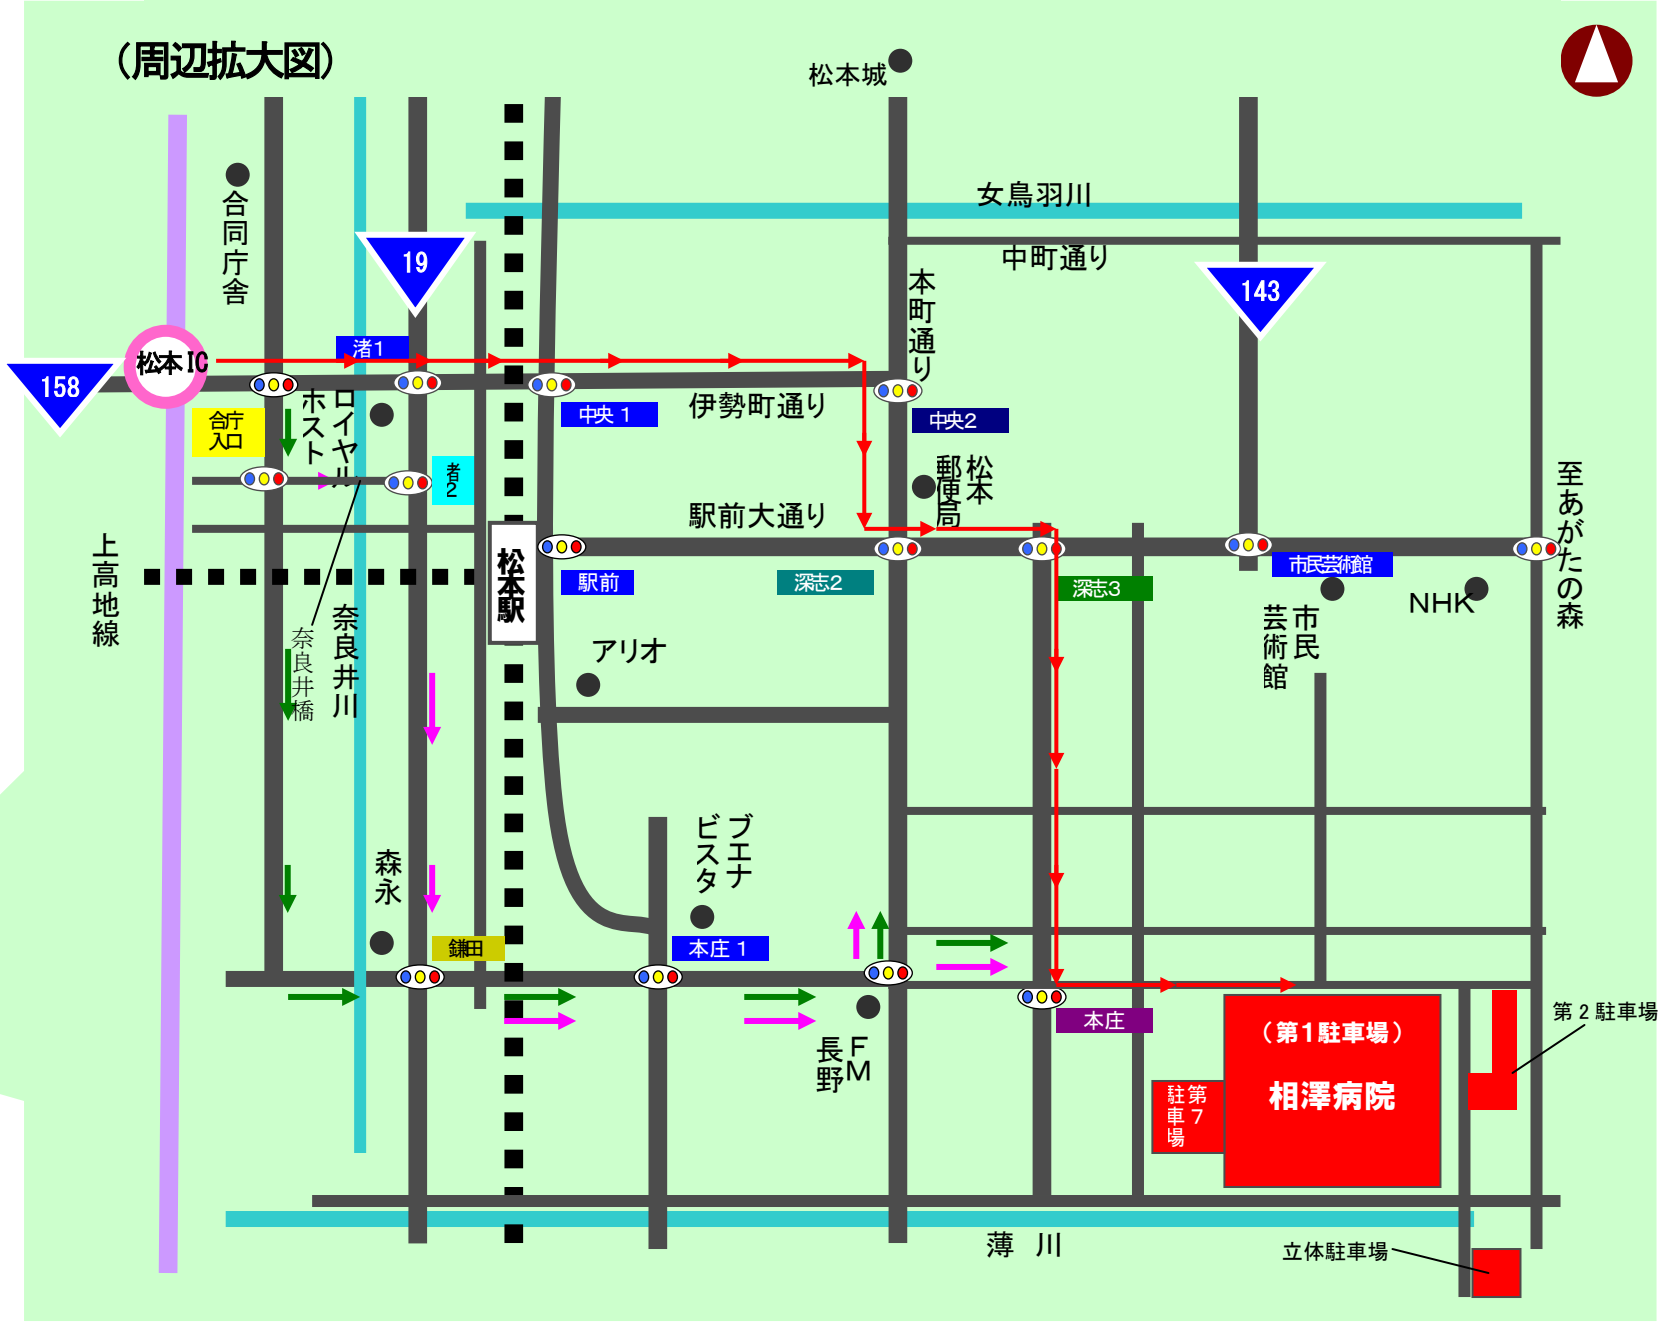 (周辺拡大図)
松本城
合同庁舎
女鳥羽川
中町通り
19
143
本町通り
渚1
松本IC
158
合庁
入口
ロイヤル
ホスト
中央1
伊勢町通り
中央2
渚2
松本
郵便局
駅前大通り
至あがたの森
上高地線
松本駅
駅前
深志2
深志3
市民芸術館
市民
芸術館
NHK
奈良井川
奈良井橋
アリオ
森永
ブエナ
ビスタ
鎌田
本庄1
FM
長野
本庄
(第1駐車場)
相澤病院
第7
駐車場
第2駐車場
薄 川
立体駐車場